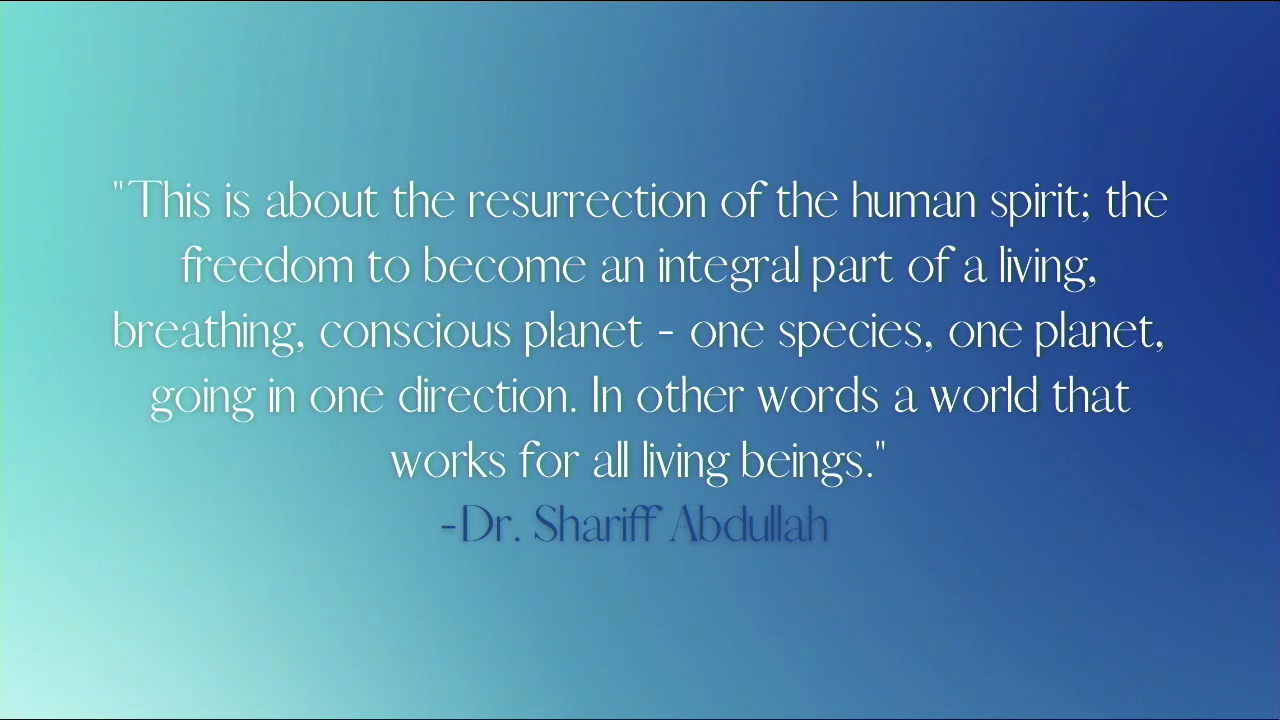 "This is about the resurrection of the human spirit; the
freedom to become an integral part of a living,
breathing, conscious planet - one species, one planet,
going in one direction. In other words a world that
works for all living beings."
-Dr. Shariff Abdullah